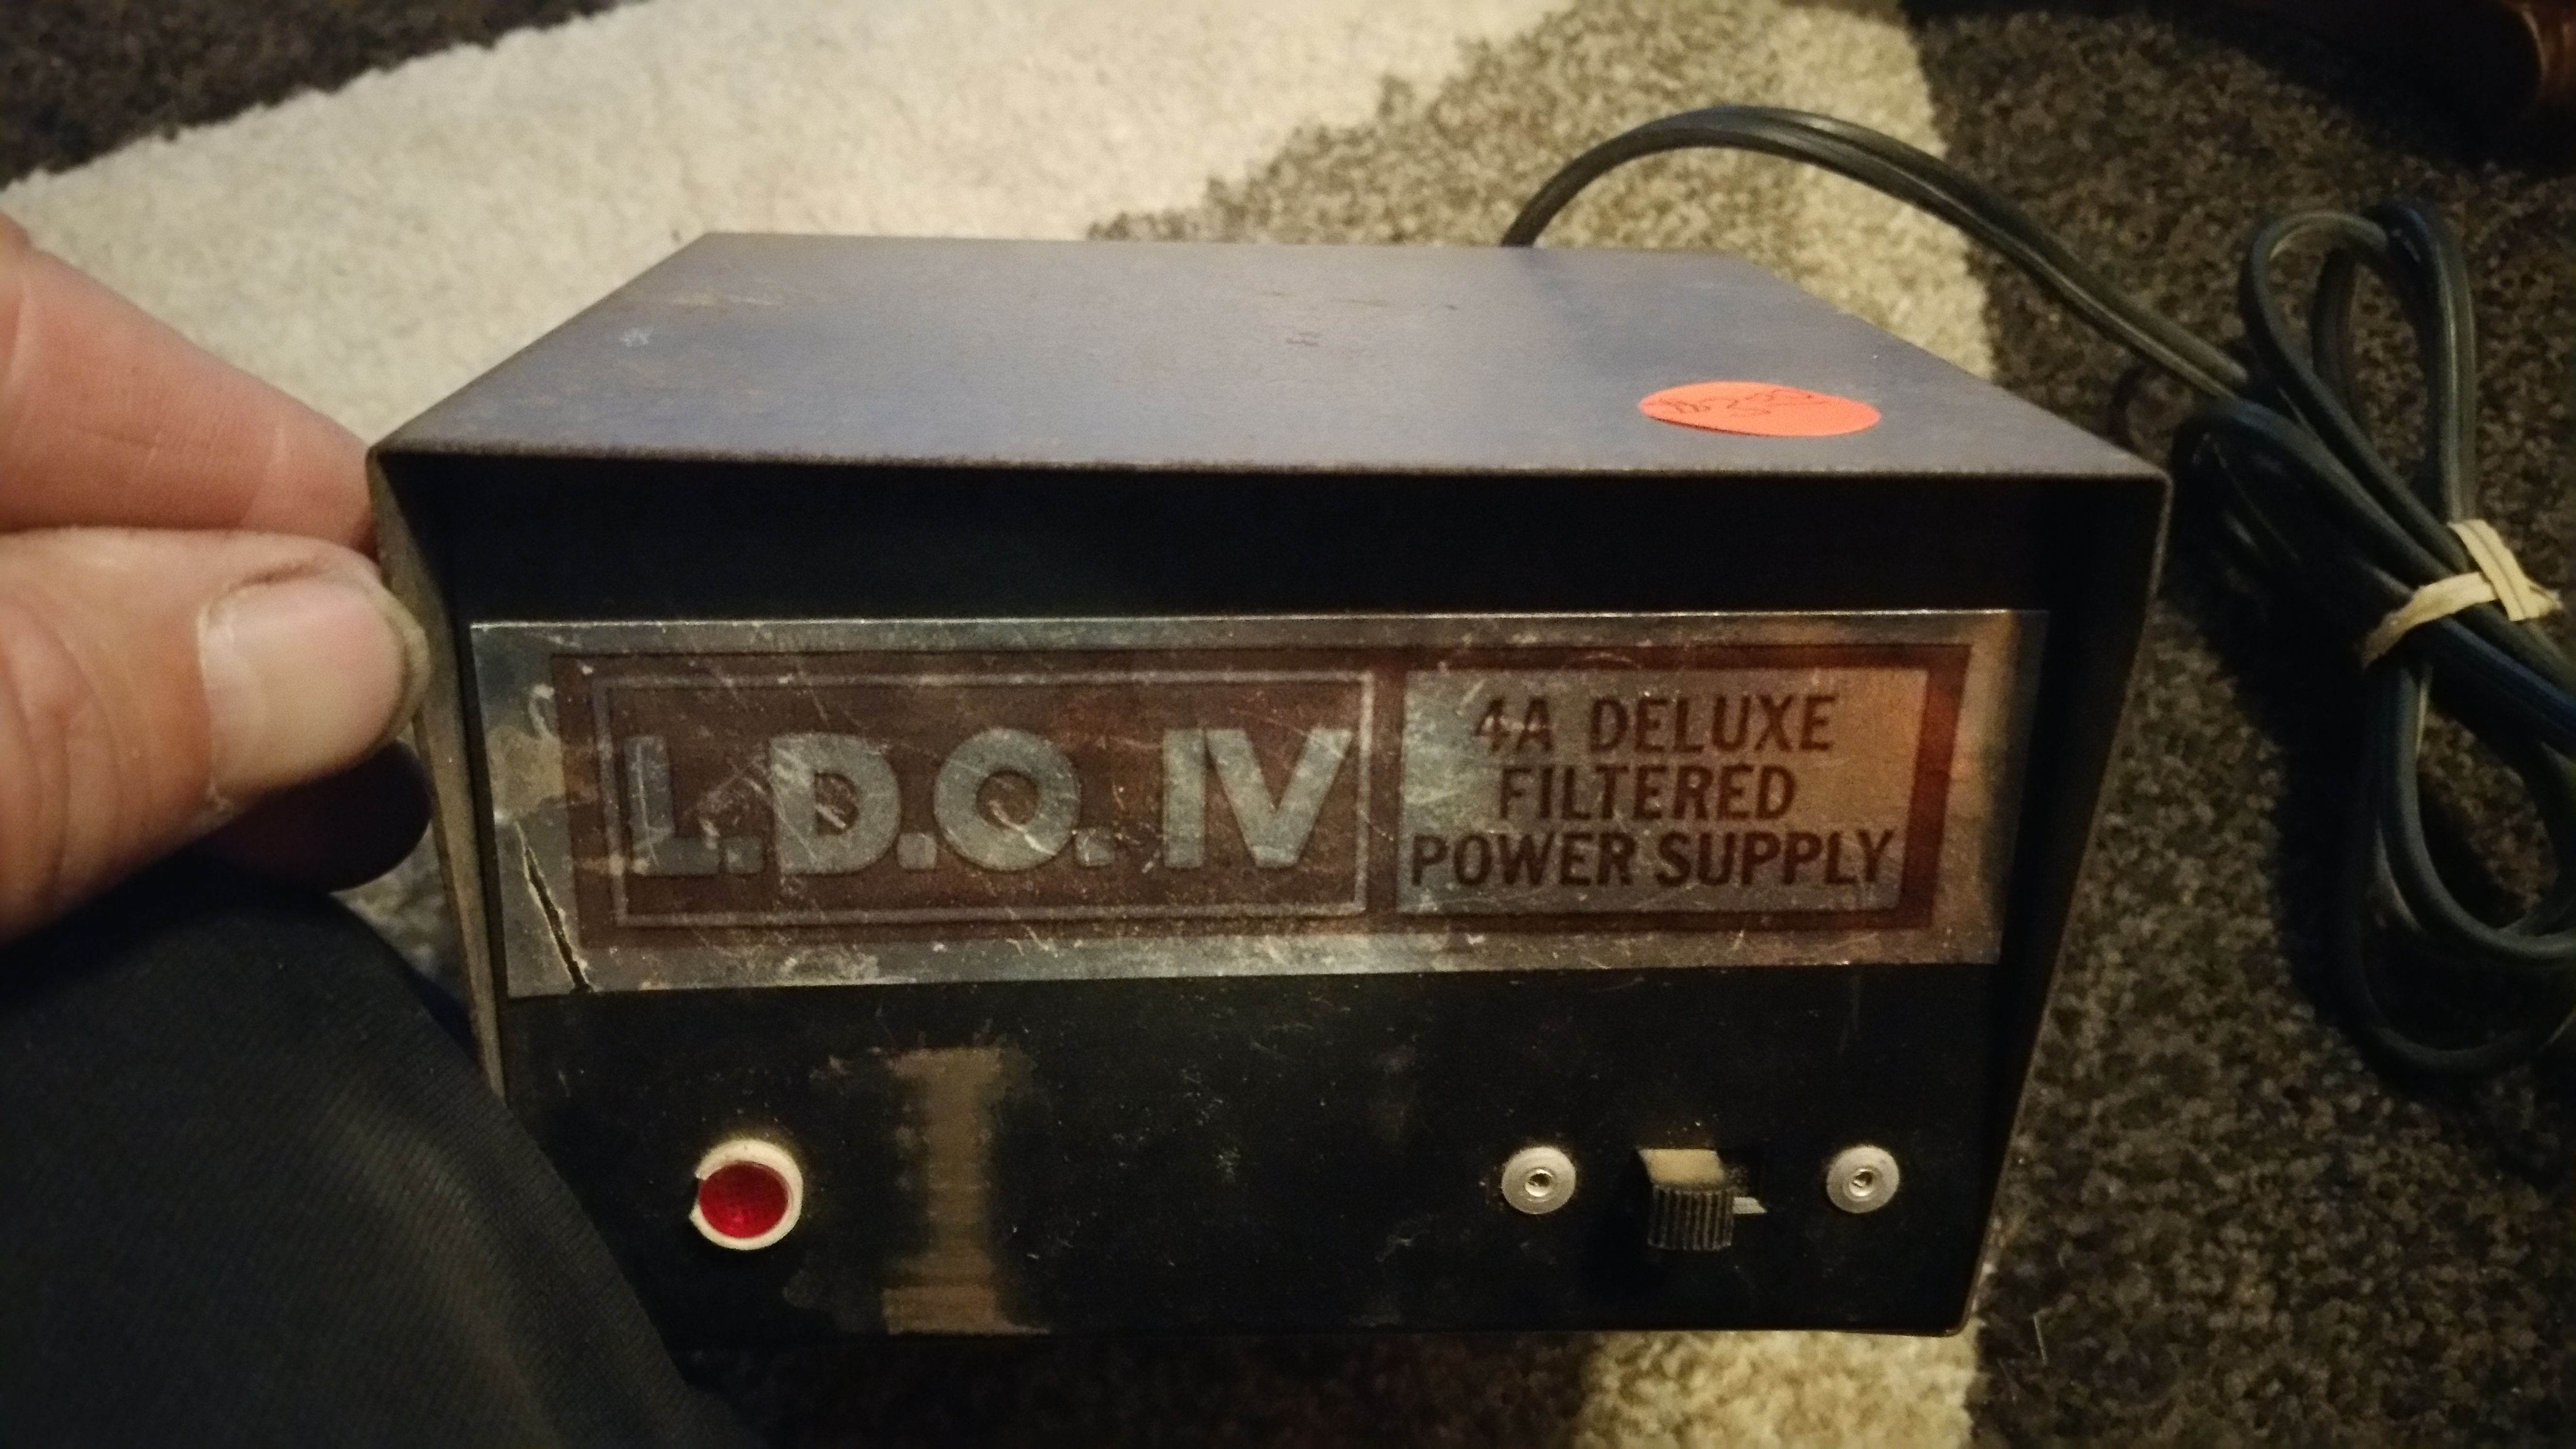 L.D.O. IV
4A DELUXE
FILTERED
POWER SUPPLY